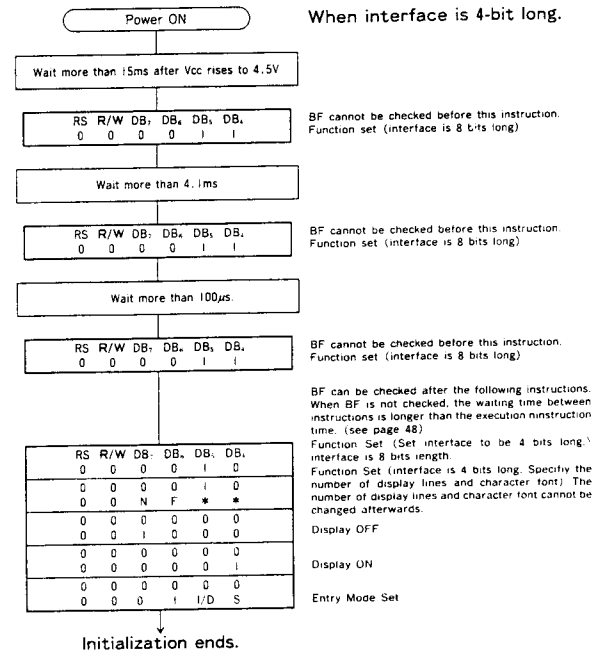 Power ON
When interface is 4-bit long.
Wait more than 15ms after Vcc rises to 4.5V
RS R/W DB₇ DB₆ DB₅ DB₄
0 0 0 0 1 1
BF cannot be checked before this instruction.
Function set (interface is 8 bits long)
Wait more than 4.1ms
RS R/W DB₇ DB₆ DB₅ DB₄
0 0 0 0 1 1
BF cannot be checked before this instruction.
Function set (interface is 8 bits long)
Wait more than 100μs.
RS R/W DB₇ DB₆ DB₅ DB₄
0 0 0 0 1 1
BF cannot be checked before this instruction.
Function set (interface is 8 bits long)
BF can be checked after the following instructions.
When BF is not checked, the waiting time between
instructions is longer than the execution ninstruction
time. (see page 48)
RS R/W DB₇ DB₆ DB₅ DB₄
0 0 0 0 1 0
Function Set (Set interface to be 4 bits long.)
interface is 8 bits length.
0 0 0 0 1 0
0 0 N F * *
Function Set (interface is 4 bits long. Specifiy the
number of display lines and character font) The
number of display lines and character font cannot be
changed afterwards.
0 0 0 0 0 0
0 0 1 0 0 0
Display OFF
0 0 0 0 0 0
0 0 0 0 0 1
Display ON
0 0 0 0 0 0
0 0 0 1 I/D S
Entry Mode Set
Initialization ends.